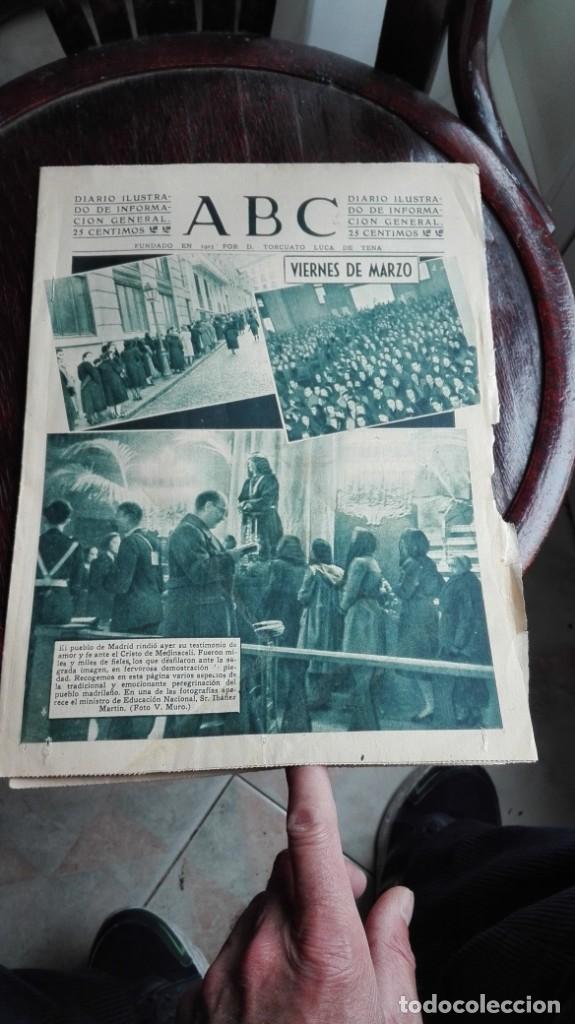 DIARIO ILUSTRA-
DO DE INFORMA-
CION GENERAL.
25 CENTIMOS
ABC
DIARIO ILUSTRA-
DO DE INFORMA-
CION GENERAL.
25 CENTIMOS
FUNDADO EN 1905 POR D. TORCUATO LUCA DE TENA
VIERNES DE MARZO
El pueblo de Madrid rindió ayer su testimonio de
amor y fe ante el Cristo de Medinaceli. Fueron mi-
les y miles de fieles, los que desfilaron ante la sa-
grada imagen, en fervorosa demostración de pie-
dad. Recogemos en esta página varios aspectos de
la tradicional y emocionante peregrinación del
pueblo madrileño. En una de las fotografías apa-
rece el ministro de Educación Nacional, Sr. Ibáñez
Martín. (Foto V. Muro.)
todocoleccion